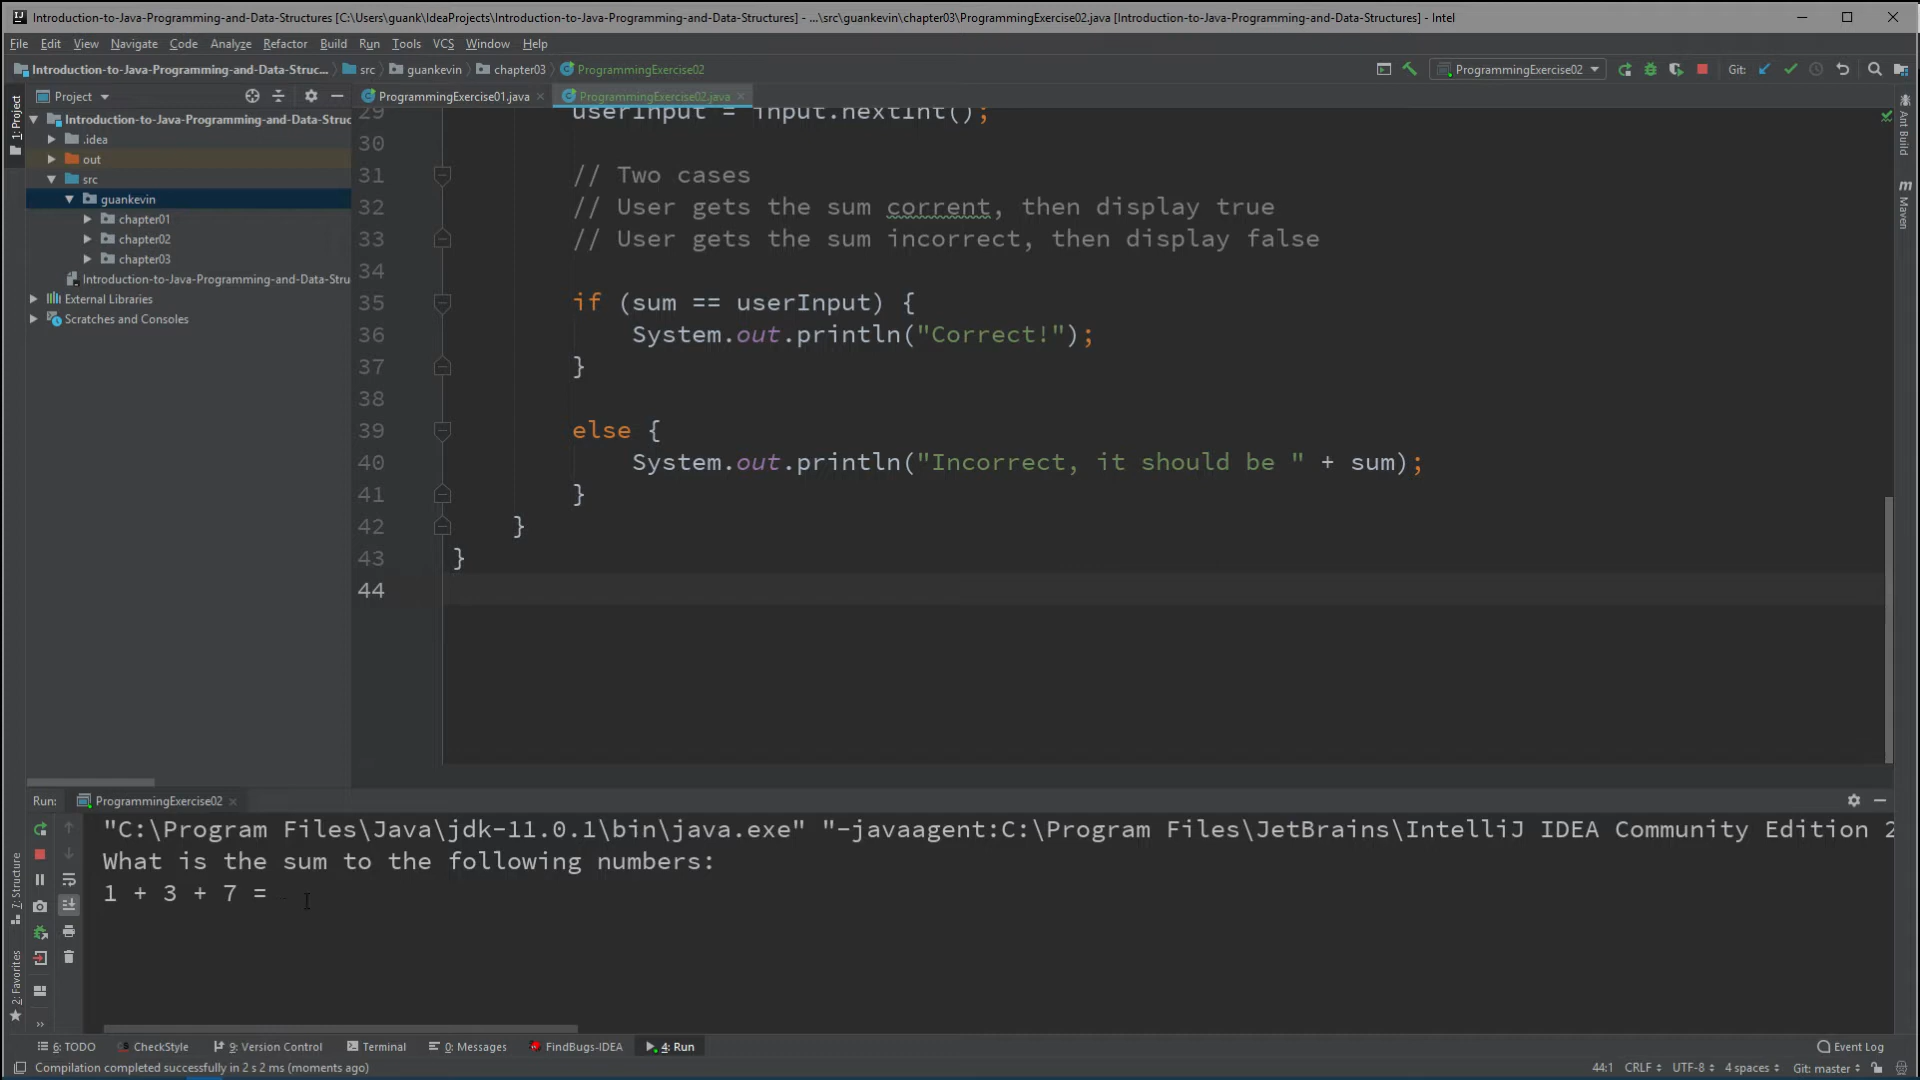 Introduction-to-Java-Programming-and-Data-Structures [C:\Users\guank\IdeaProjects\Introduction-to-Java-Programming-and-Data-Structures] - ...\src\guankevin\chapter03\ProgrammingExercise02.java [Introduction-to-Java-Programming-and-Data-Structures] - Intel
File Edit View Navigate Code Analyze Refactor Build Run Tools VCS Window Help
Introduction-to-Java-Programming-and-Data-Struc... src guankevin chapter03 ProgrammingExercise02 ProgrammingExercise02 Git:
Project ProgrammingExercise01.java ProgrammingExercise02.java
1: Project
Introduction-to-Java-Programming-and-Data-Struc
.idea
out
src
guankevin
chapter01
chapter02
chapter03
Introduction-to-Java-Programming-and-Data-Stru
External Libraries
Scratches and Consoles
29 userInput = input.nextInt();
30
31 // Two cases
32 // User gets the sum corrent, then display true
33 // User gets the sum incorrect, then display false
34
35 if (sum == userInput) {
36 System.out.println("Correct!");
37 }
38
39 else {
40 System.out.println("Incorrect, it should be " + sum);
41 }
42 }
43 }
44
Ant Build
m Maven
Run: ProgrammingExercise02
"C:\Program Files\Java\jdk-11.0.1\bin\java.exe" "-javaagent:C:\Program Files\JetBrains\IntelliJ IDEA Community Edition 2
What is the sum to the following numbers:
1 + 3 + 7 =
7: Structure
2: Favorites
6: TODO CheckStyle 9: Version Control Terminal 0: Messages FindBugs-IDEA 4: Run Event Log
Compilation completed successfully in 2 s 2 ms (moments ago) 44:1 CRLF UTF-8 4 spaces Git: master